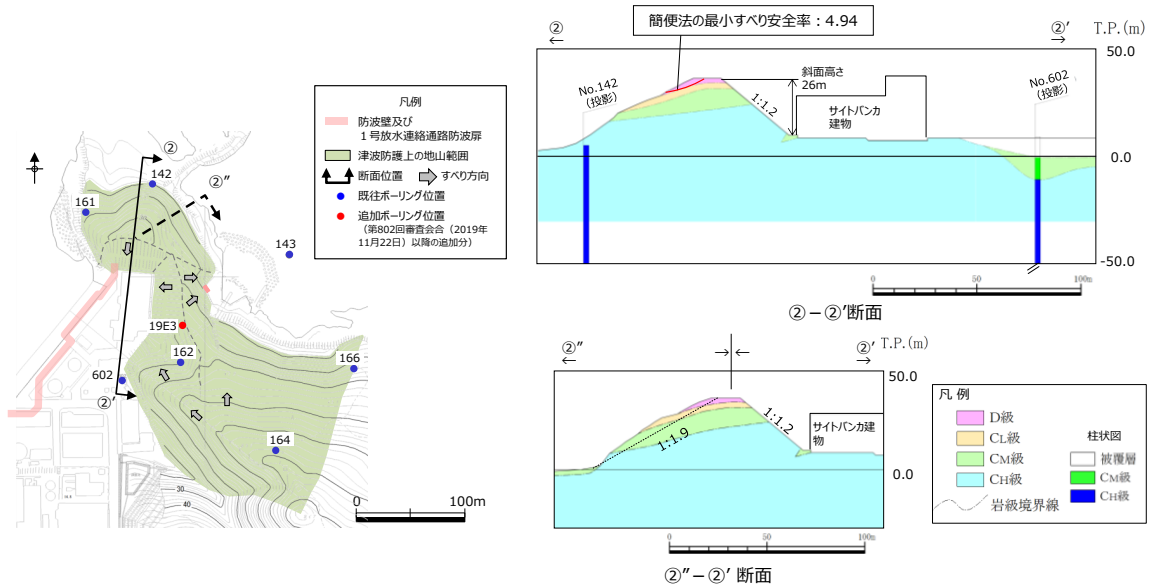 ②
142
②"
161
143
19E3
162
166
602
②'
164
30
40
0
100m
凡例
防波壁及び
1号放水連絡通路防波扉
津波防護上の地山範囲
断面位置
すべり方向
既往ボーリング位置
追加ボーリング位置
（第802回審査会合（2019年
11月22日）以降の追加分）
簡便法の最小すべり安全率：4.94
②
②'
T.P.(m)
50.0
No.142
(投影)
斜面高さ
26m
1:1.2
サイトバンカ
建物
No.602
(投影)
0.0
-50.0
0
50
100m
②－②'断面
②"
②'
T.P.(m)
50.0
1:1.9
1:1.2
サイトバンカ建
物
0.0
0
50
100m
②"－②' 断面
凡 例
D級
CL級
CM級
CH級
岩級境界線
柱状図
被覆層
CM級
CH級